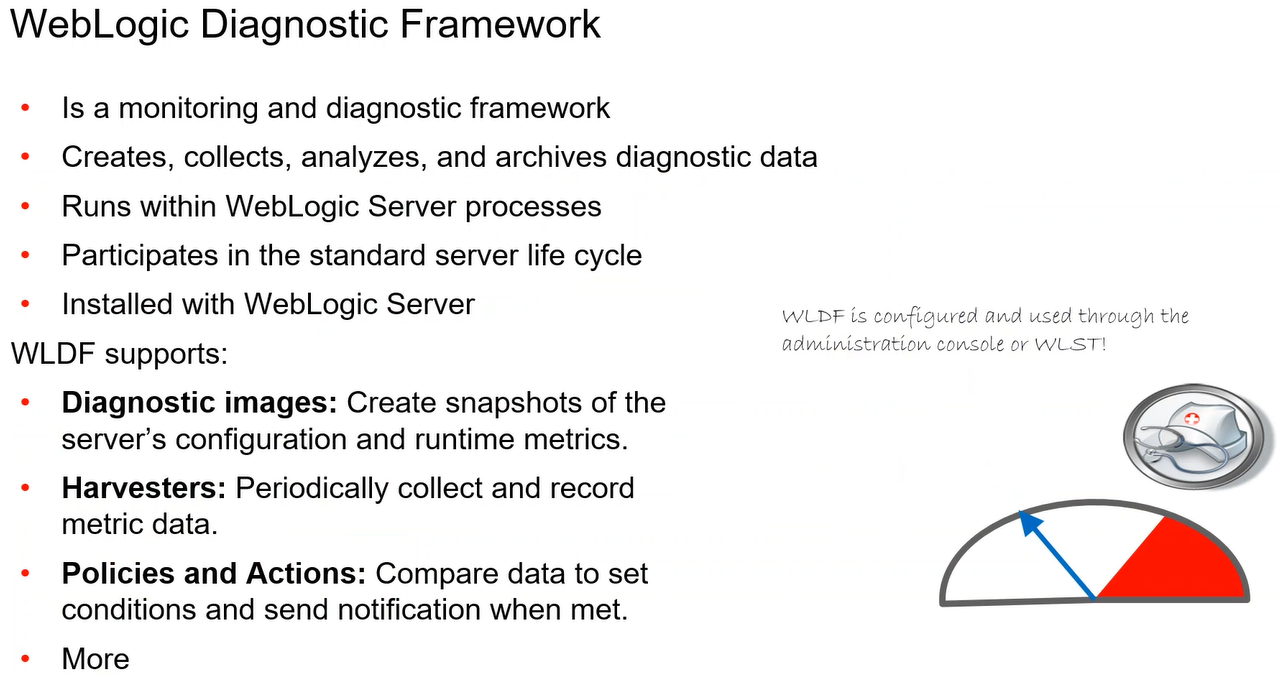 WebLogic Diagnostic Framework
• Is a monitoring and diagnostic framework
• Creates, collects, analyzes, and archives diagnostic data
• Runs within WebLogic Server processes
• Participates in the standard server life cycle
• Installed with WebLogic Server
WLDF supports:
• Diagnostic images: Create snapshots of the
server’s configuration and runtime metrics.
• Harvesters: Periodically collect and record
metric data.
• Policies and Actions: Compare data to set
conditions and send notification when met.
• More
WLDF is configured and used through the
administration console or WLST!